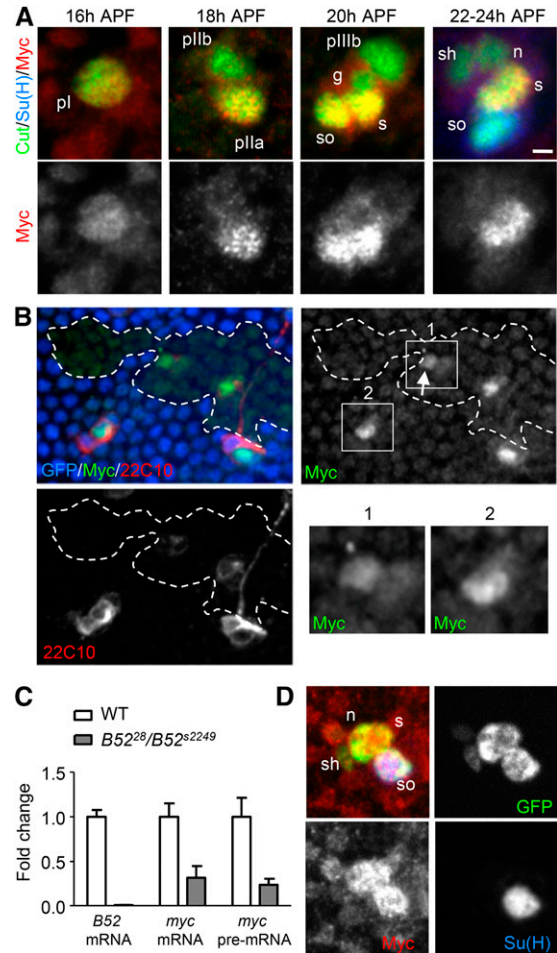 A
16h APF
18h APF
20h APF
22-24h APF
Cut/Su(H)/Myc
pI
pIIb
pIIa
pIIIb
g
so
s
sh
n
s
so
Myc
B
GFP/Myc/22C10
1
2
Myc
22C10
1
2
Myc
Myc
C
WT
B52²⁸/B52ˢ²²⁴⁹
Fold change
1.5
1.0
0.5
0.0
B52
mRNA
myc
mRNA
myc
pre-mRNA
D
n
s
sh
so
GFP
Myc
Su(H)